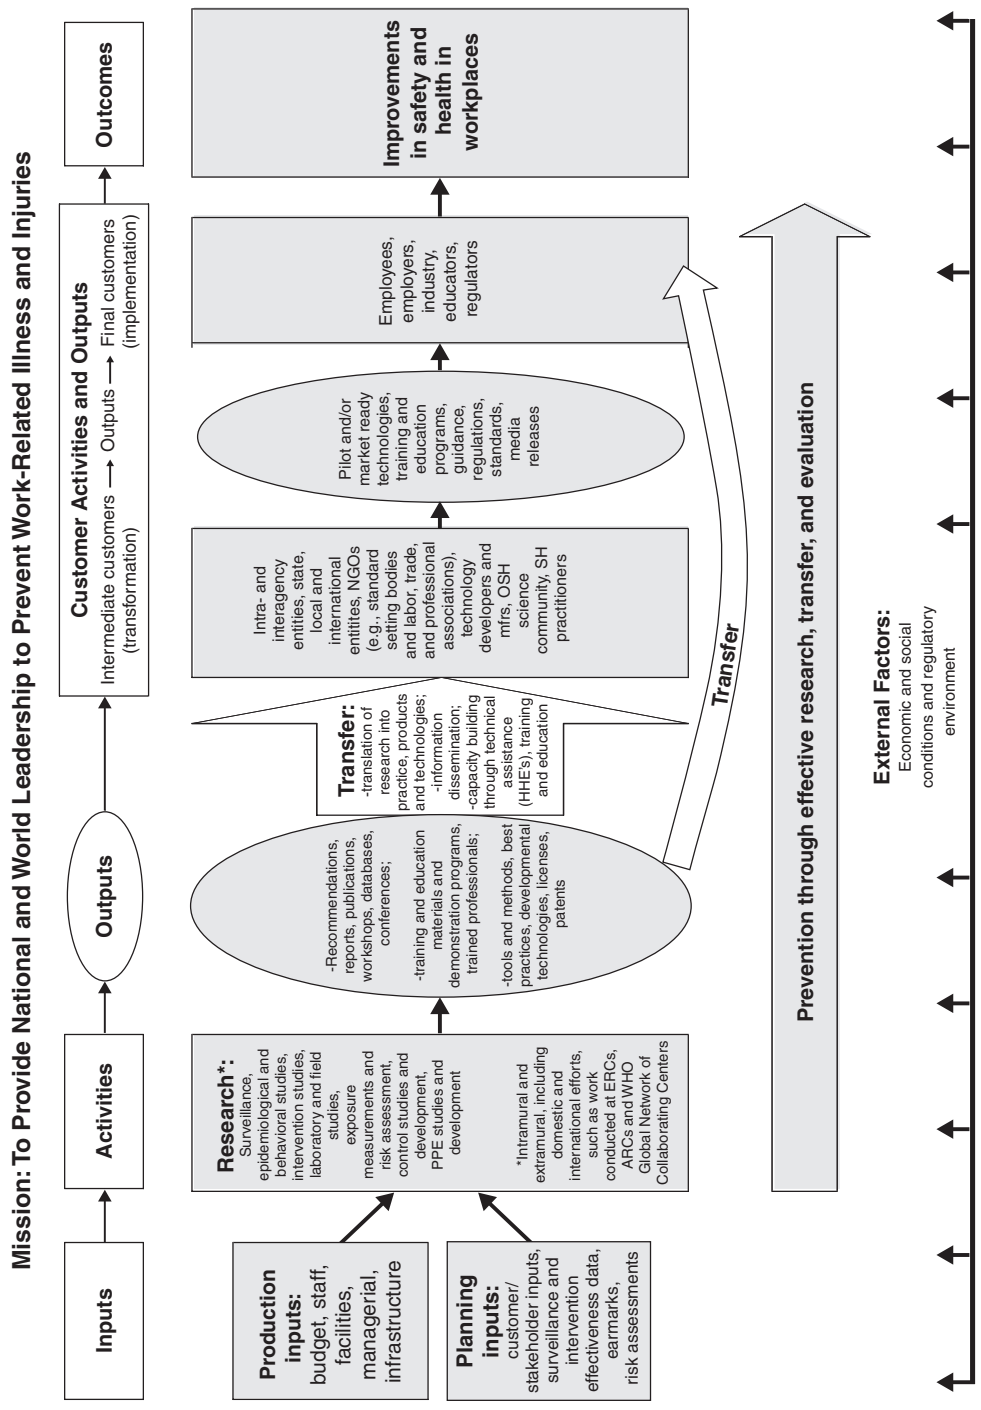 Mission: To Provide National and World Leadership to Prevent Work-Related Illness and Injuries
Inputs
Activities
Outputs
Customer Activities and Outputs
Intermediate customers
(transformation)
Outputs
Final customers
(implementation)
Outcomes
Production
inputs:
budget, staff,
facilities,
managerial,
infrastructure
Planning
inputs:
customer/
stakeholder inputs,
surveillance and
intervention
effectiveness data,
earmarks,
risk assessments
Research*:
Surveillance,
epidemiological and
behavioral studies,
intervention studies,
laboratory and field
studies,
exposure
measurements and
risk assessment,
control studies and
development,
PPE studies and
development
*Intramural and
extramural, including
domestic and
international efforts,
such as work
conducted at ERCs,
ARCs and WHO
Global Network of
Collaborating Centers
-Recommendations,
reports, publications,
workshops, databases,
conferences;
-training and education
materials and
demonstration programs,
trained professionals;
-tools and methods, best
practices, developmental
technologies, licenses,
patents
Transfer:
-translation of
research into
practice, products
and technologies;
-information
dissemination;
-capacity building
through technical
assistance
(HHE's), training
and education
Intra- and
interagency
entities, state,
local and
international
entitites, NGOs
(e.g., standard
setting bodies
and labor, trade,
and professional
associations),
technology
developers and
mfrs, OSH
science
community, SH
practitioners
Pilot and/or
market ready
technologies,
training and
education
programs,
guidance,
regulations,
standards,
media
releases
Employees,
employers,
industry,
educators,
regulators
Improvements
in safety and
health in
workplaces
Transfer
Prevention through effective research, transfer, and evaluation
External Factors:
Economic and social
conditions and regulatory
environment